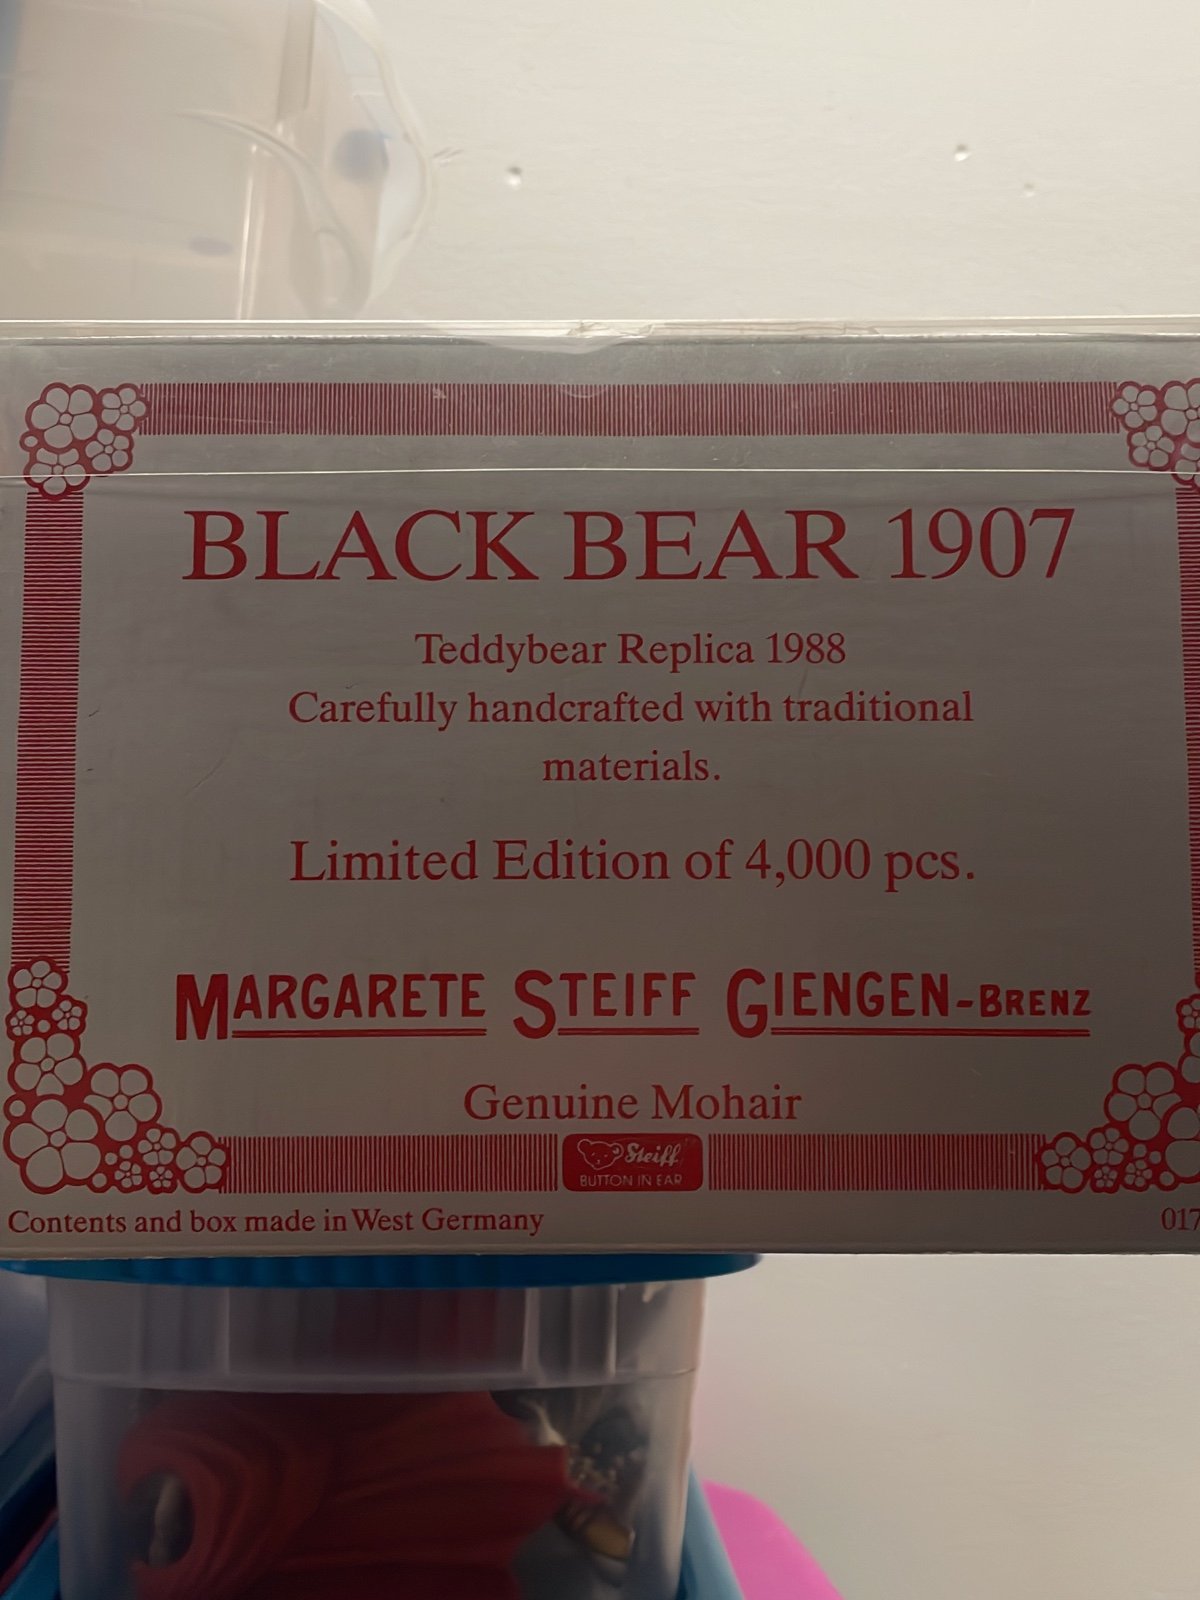 BLACK BEAR 1907
Teddybear Replica 1988
Carefully handcrafted with traditional
materials.
Limited Edition of 4,000 pcs.
MARGARETE STEIFF GIENGEN-BRENZ
Genuine Mohair
Steiff
BUTTON IN EAR
Contents and box made in West Germany